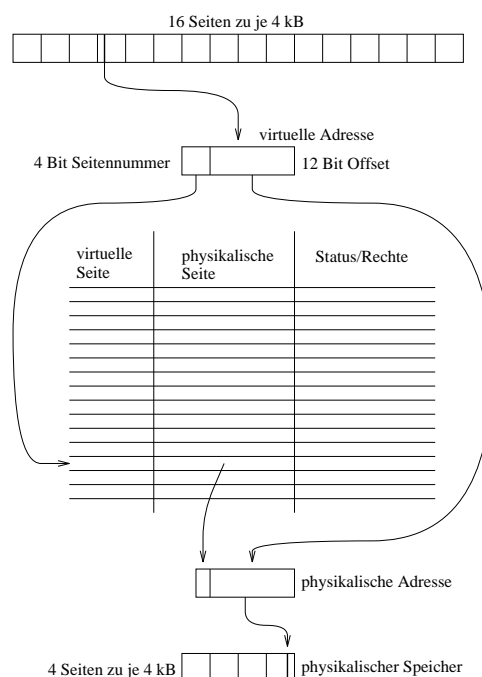 16 Seiten zu je 4 kB
virtuelle Adresse
4 Bit Seitennummer
12 Bit Offset
virtuelle
Seite
physikalische
Seite
Status/Rechte
physikalische Adresse
4 Seiten zu je 4 kB
physikalischer Speicher